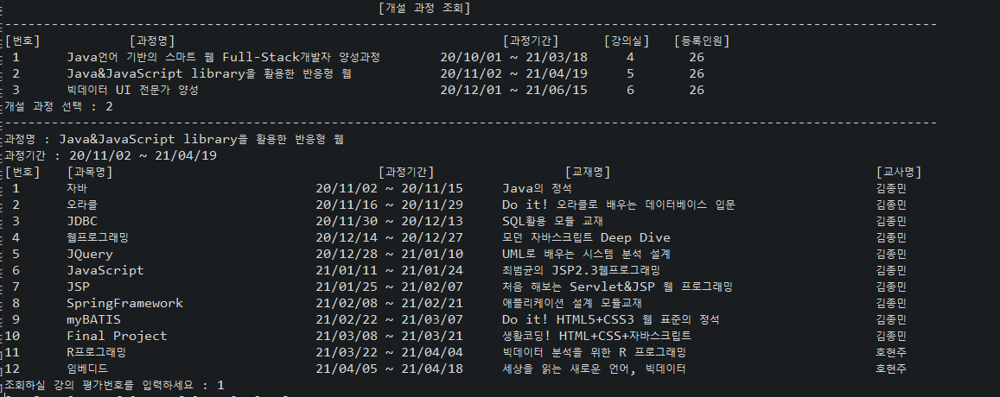 [개설 과정 조회]
------------------------------------------------------------------------------------------------------------------------
[번호] [과정명] [과정기간] [강의실] [등록인원]
1 Java언어 기반의 스마트 웹 Full-Stack개발자 양성과정 20/10/01 ~ 21/03/18 4 26
2 Java&JavaScript library을 활용한 반응형 웹 20/11/02 ~ 21/04/19 5 26
3 빅데이터 UI 전문가 양성 20/12/01 ~ 21/06/15 6 26
개설 과정 선택 : 2
------------------------------------------------------------------------------------------------------------------------
과정명 : Java&JavaScript library을 활용한 반응형 웹
과정기간 : 20/11/02 ~ 21/04/19
[번호] [과목명] [과정기간] [교재명] [교사명]
1 자바 20/11/02 ~ 20/11/15 Java의 정석 김종민
2 오라클 20/11/16 ~ 20/11/29 Do it! 오라클로 배우는 데이터베이스 입문 김종민
3 JDBC 20/11/30 ~ 20/12/13 SQL활용 모듈 교재 김종민
4 웹프로그래밍 20/12/14 ~ 20/12/27 모던 자바스크립트 Deep Dive 김종민
5 JQuery 20/12/28 ~ 21/01/10 UML로 배우는 시스템 분석 설계 김종민
6 JavaScript 21/01/11 ~ 21/01/24 최범균의 JSP2.3웹프로그래밍 김종민
7 JSP 21/01/25 ~ 21/02/07 처음 해보는 Servlet&JSP 웹 프로그래밍 김종민
8 SpringFramework 21/02/08 ~ 21/02/21 애플리케이션 설계 모듈교재 김종민
9 myBATIS 21/02/22 ~ 21/03/07 Do it! HTML5+CSS3 웹 표준의 정석 김종민
10 Final Project 21/03/08 ~ 21/03/21 생활코딩! HTML+CSS+자바스크립트 김종민
11 R프로그래밍 21/03/22 ~ 21/04/04 빅데이터 분석을 위한 R 프로그래밍 호현주
12 임베디드 21/04/05 ~ 21/04/18 세상을 읽는 새로운 언어, 빅데이터 호현주
조회하실 강의 평가번호를 입력하세요 : 1